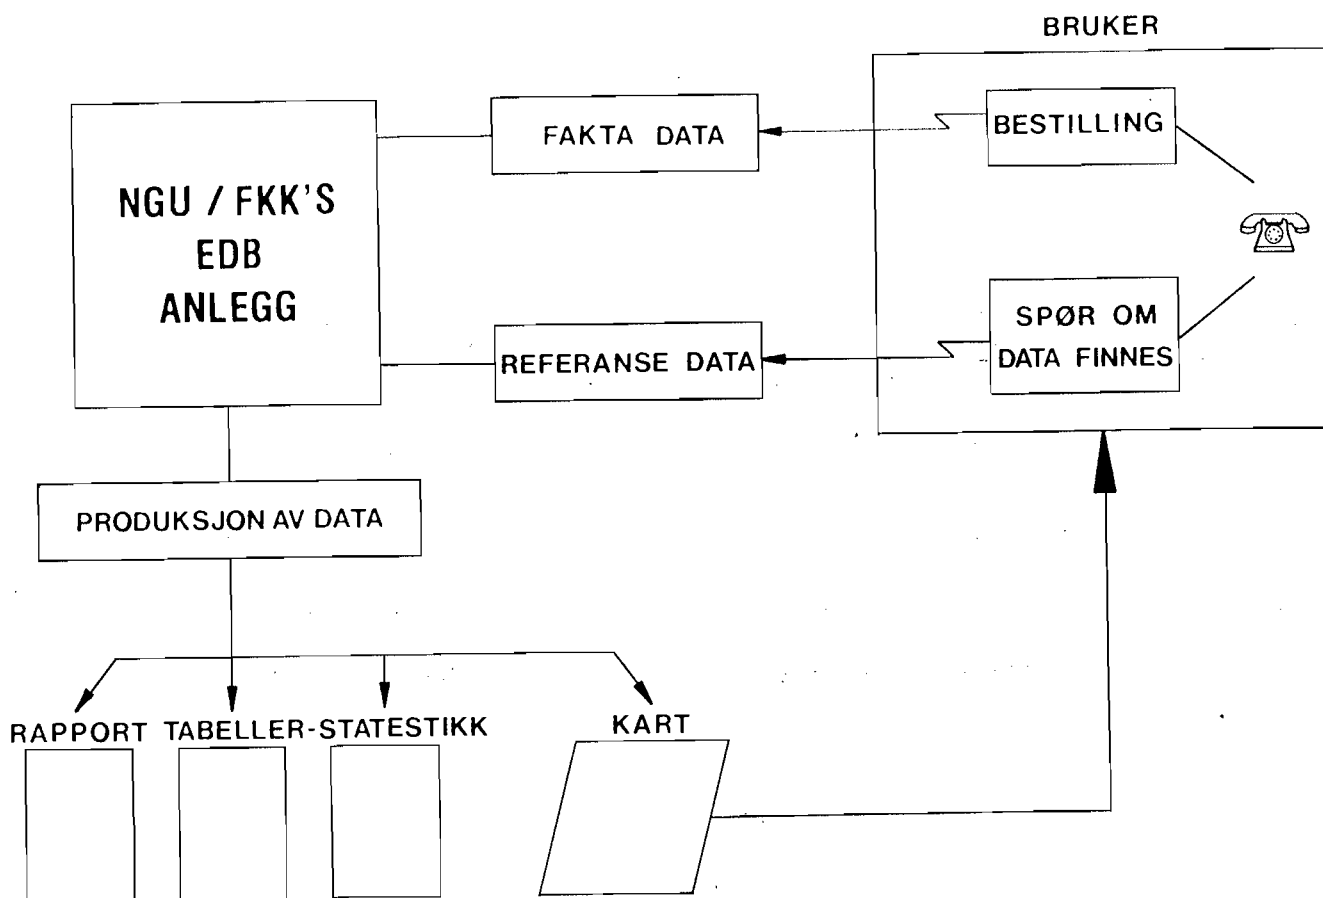 BRUKER
NGU / FKK'S
EDB
ANLEGG
FAKTA DATA
BESTILLING
REFERANSE DATA
SPØR OM
DATA FINNES
PRODUKSJON AV DATA
RAPPORT TABELLER-STATESTIKK
KART